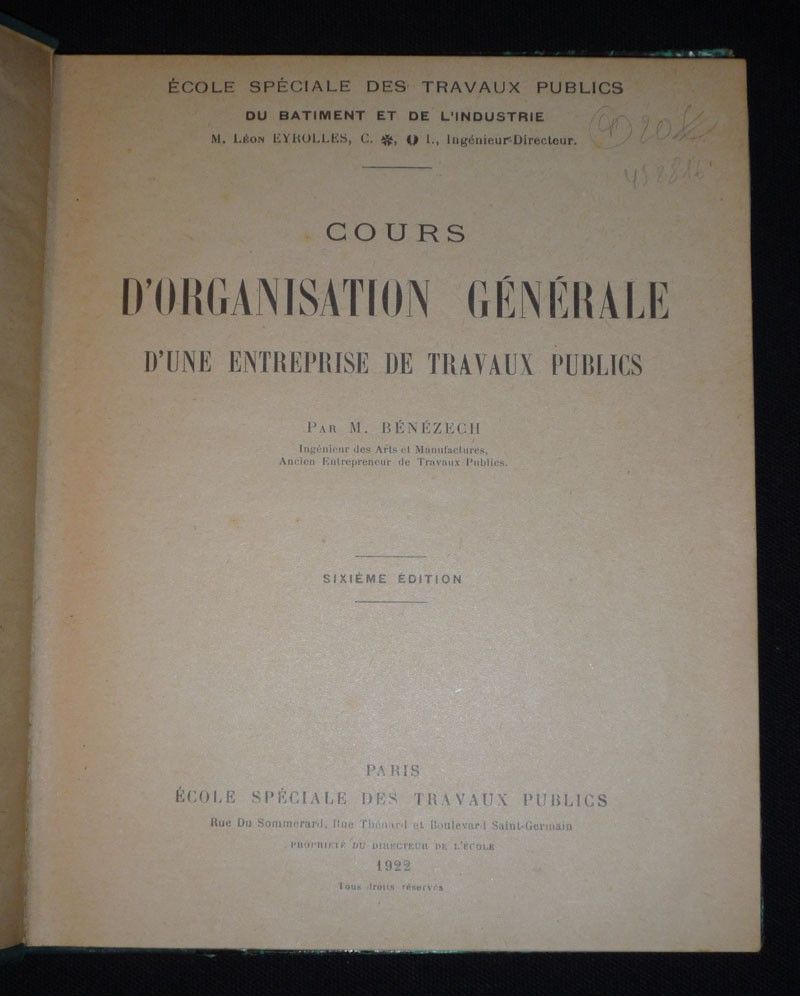 ÉCOLE SPÉCIALE DES TRAVAUX PUBLICS
DU BATIMENT ET DE L'INDUSTRIE
M. LÉON EYROLLES, C. ✻, I., Ingénieur-Directeur.
COURS
D'ORGANISATION GÉNÉRALE
D'UNE ENTREPRISE DE TRAVAUX PUBLICS
PAR M. BÉNÉZECH
Ingénieur des Arts et Manufactures,
Ancien Entrepreneur de Travaux Publics.
SIXIÈME ÉDITION
PARIS
ÉCOLE SPÉCIALE DES TRAVAUX PUBLICS
Rue Du Sommerard, Rue Thénard et Boulevard Saint-Germain
PROPRIÉTÉ DU DIRECTEUR DE L'ÉCOLE
1922
Tous droits réservés